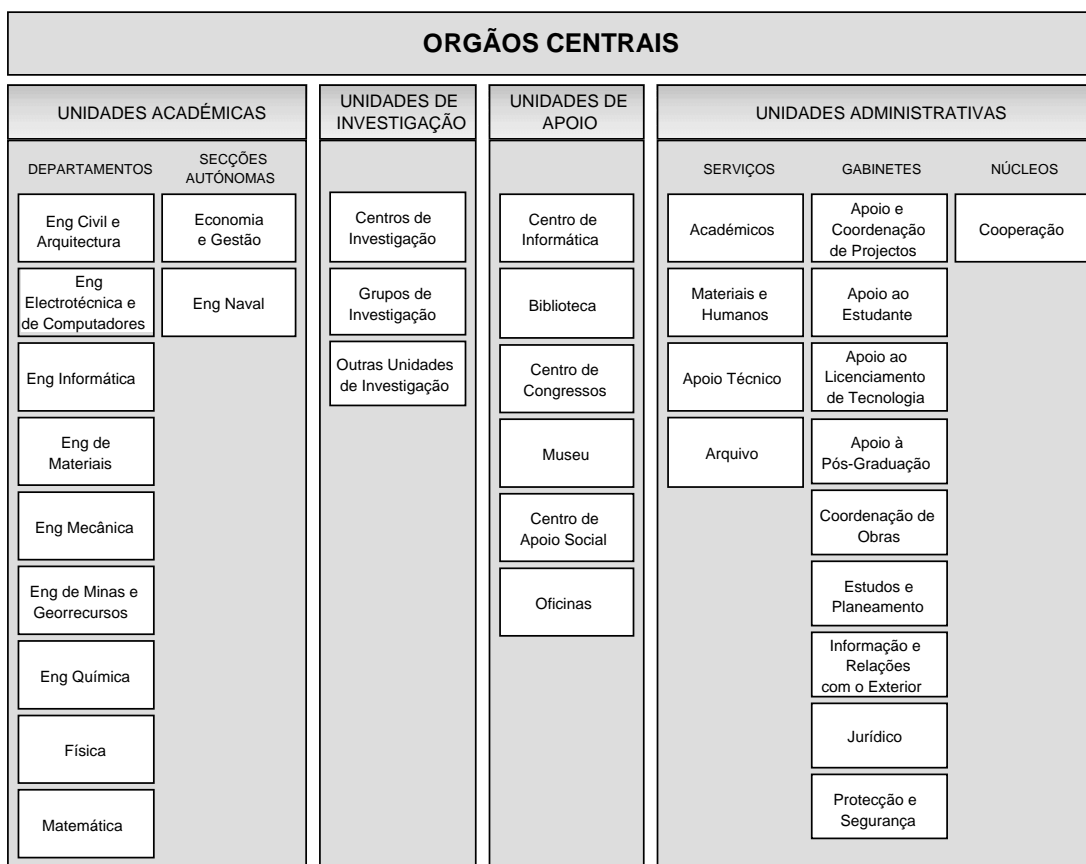 ORGÃOS CENTRAIS
UNIDADES ACADÉMICAS
DEPARTAMENTOS
Eng Civil e
Arquitectura
Eng
Electrotécnica e
de Computadores
Eng Informática
Eng de
Materiais
Eng Mecânica
Eng de Minas e
Georrecursos
Eng Química
Física
Matemática
SECÇÕES
AUTÓNOMAS
Economia
e Gestão
Eng Naval
UNIDADES DE
INVESTIGAÇÃO
Centros de
Investigação
Grupos de
Investigação
Outras Unidades
de Investigação
UNIDADES DE
APOIO
Centro de
Informática
Biblioteca
Centro de
Congressos
Museu
Centro de
Apoio Social
Oficinas
UNIDADES ADMINISTRATIVAS
SERVIÇOS
Académicos
Materiais e
Humanos
Apoio Técnico
Arquivo
GABINETES
Apoio e
Coordenação
de Projectos
Apoio ao
Estudante
Apoio ao
Licenciamento
de Tecnologia
Apoio à
Pós-Graduação
Coordenação de
Obras
Estudos e
Planeamento
Informação e
Relações
com o Exterior
Jurídico
Protecção e
Segurança
NÚCLEOS
Cooperação